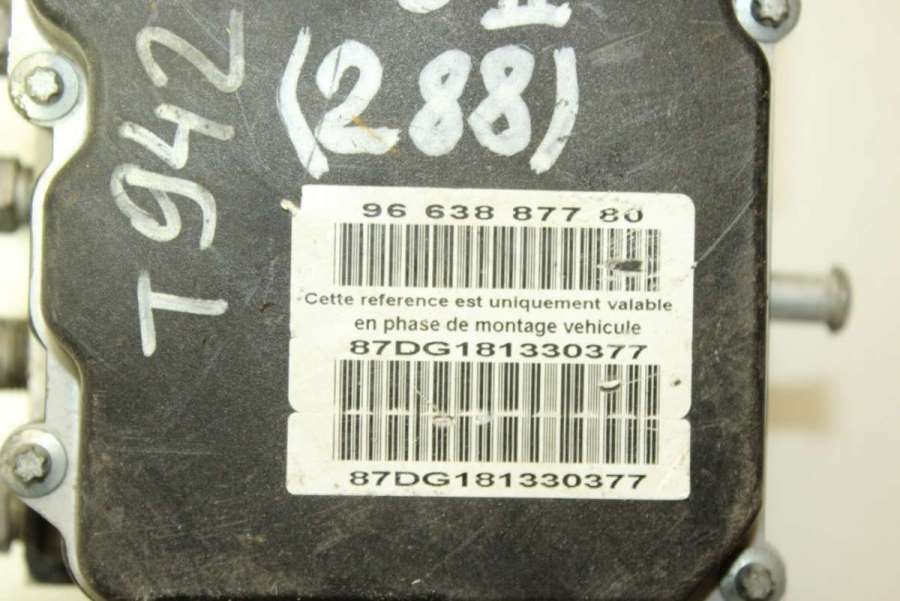 T942
(288)
96 638 877 80
Cette reference est uniquement valable
en phase de montage vehicule
87DG181330377
87DG181330377